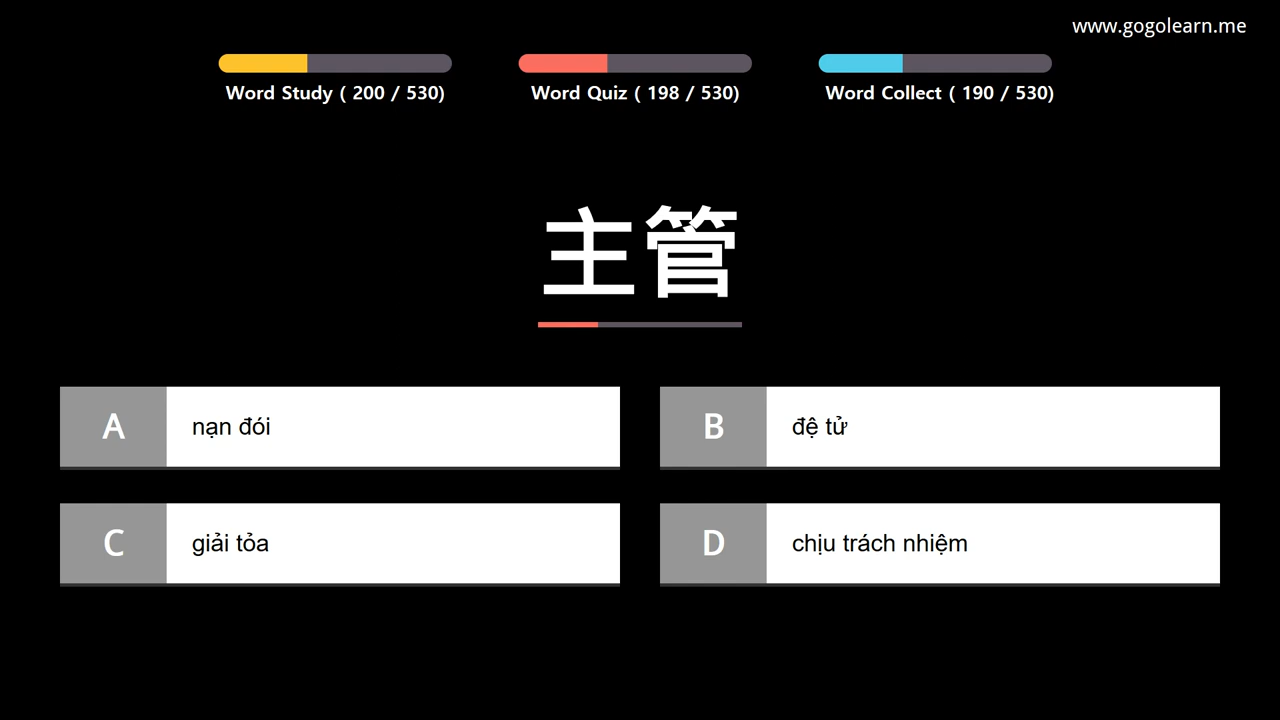 www.gogolearn.me
Word Study ( 200 / 530)
Word Quiz ( 198 / 530)
Word Collect ( 190 / 530)
主管
A nạn đói
B đệ tử
C giải tỏa
D chịu trách nhiệm